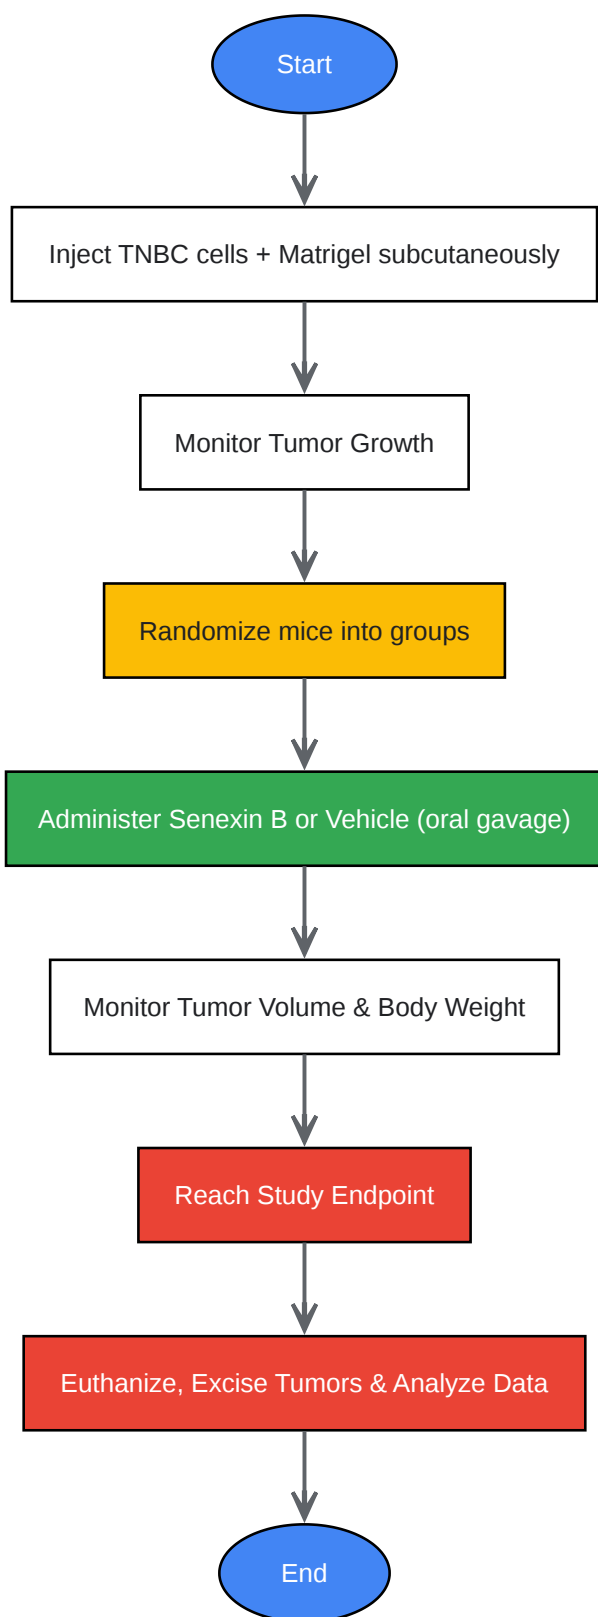 Start
Inject TNBC cells + Matrigel subcutaneously
Monitor Tumor Growth
Randomize mice into groups
Administer Senexin B or Vehicle (oral gavage)
Monitor Tumor Volume & Body Weight
Reach Study Endpoint
Euthanize, Excise Tumors & Analyze Data
End